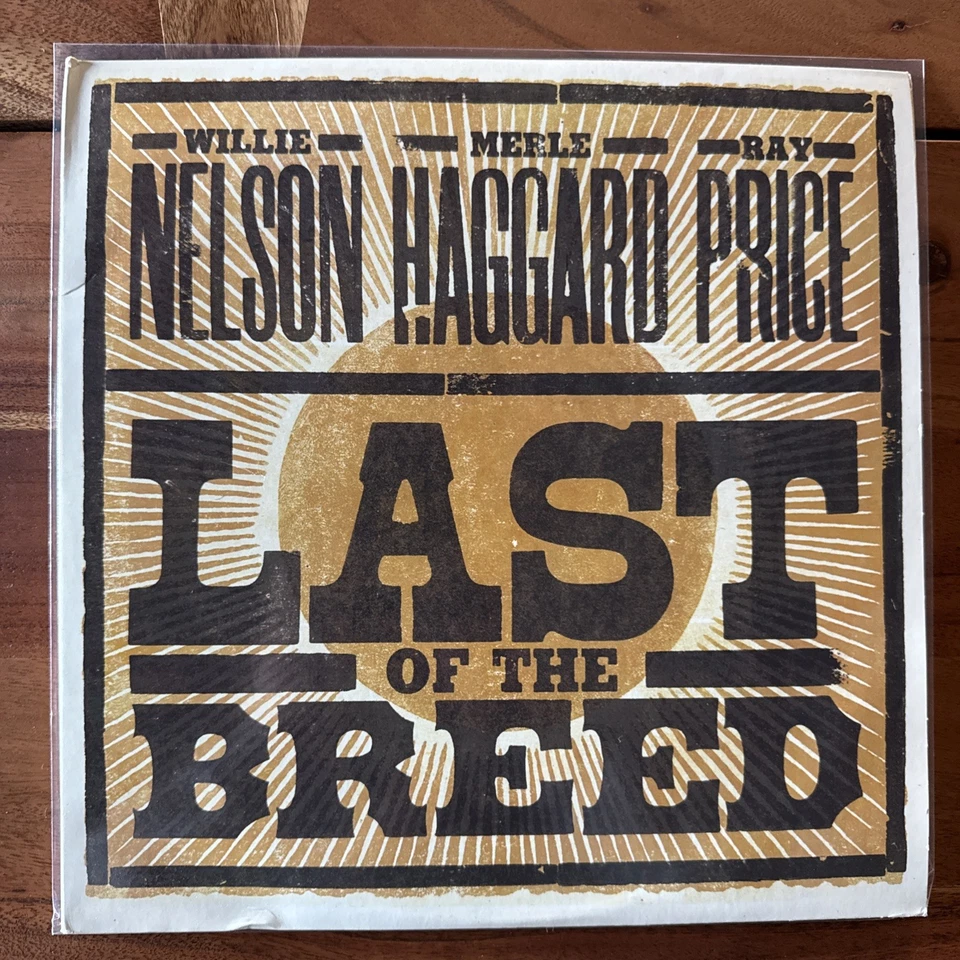 WILLIE MERLE RAY
NELSON HAGGARD PRICE
LAST
OF THE
BREED